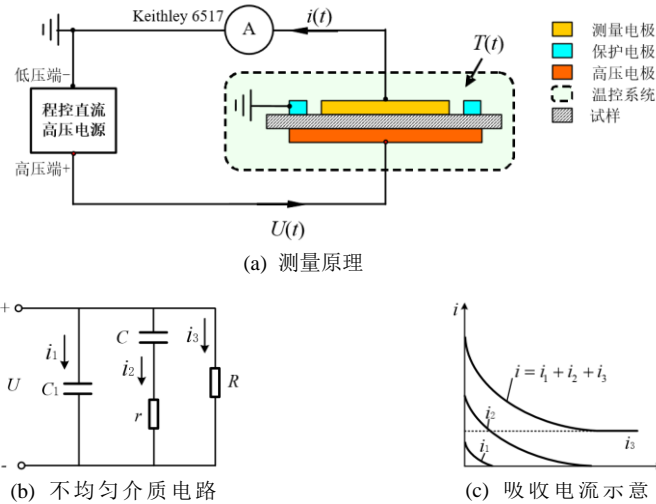 Keithley 6517
A
i(t)
T(t)
低压端-
程控直流
高压电源
高压端+
U(t)
测量电极
保护电极
高压电极
温控系统
试样
(a) 测量原理
+
U
-
i₁
C₁
C
i₂
r
i₃
R
(b) 不均匀介质电路
i
i = i₁ + i₂ + i₃
i₂
i₁
i₃
t
(c) 吸收电流示意